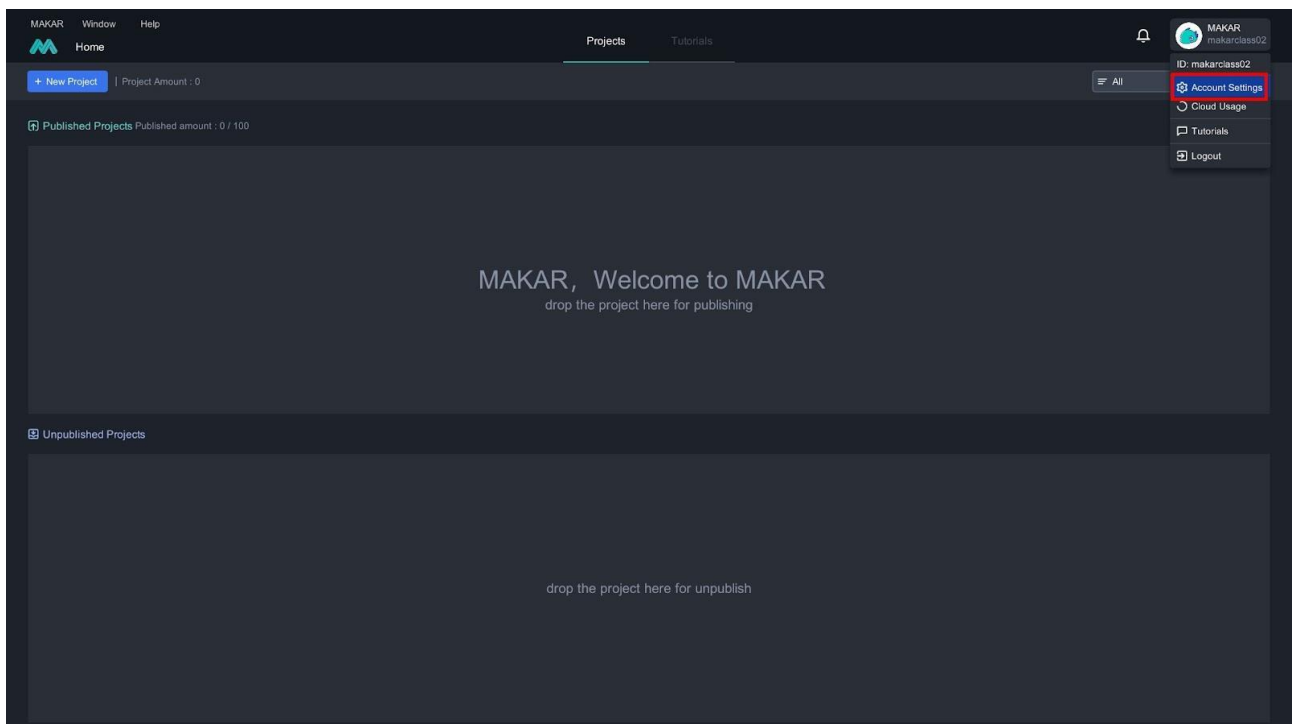 MAKAR Window Help
Home
Projects Tutorials
MAKAR
makarclass02
+ New Project | Project Amount : 0
All
ID: makarclass02
Account Settings
Cloud Usage
Tutorials
Logout
Published Projects Published amount : 0 / 100
MAKAR，Welcome to MAKAR
drop the project here for publishing
Unpublished Projects
drop the project here for unpublish